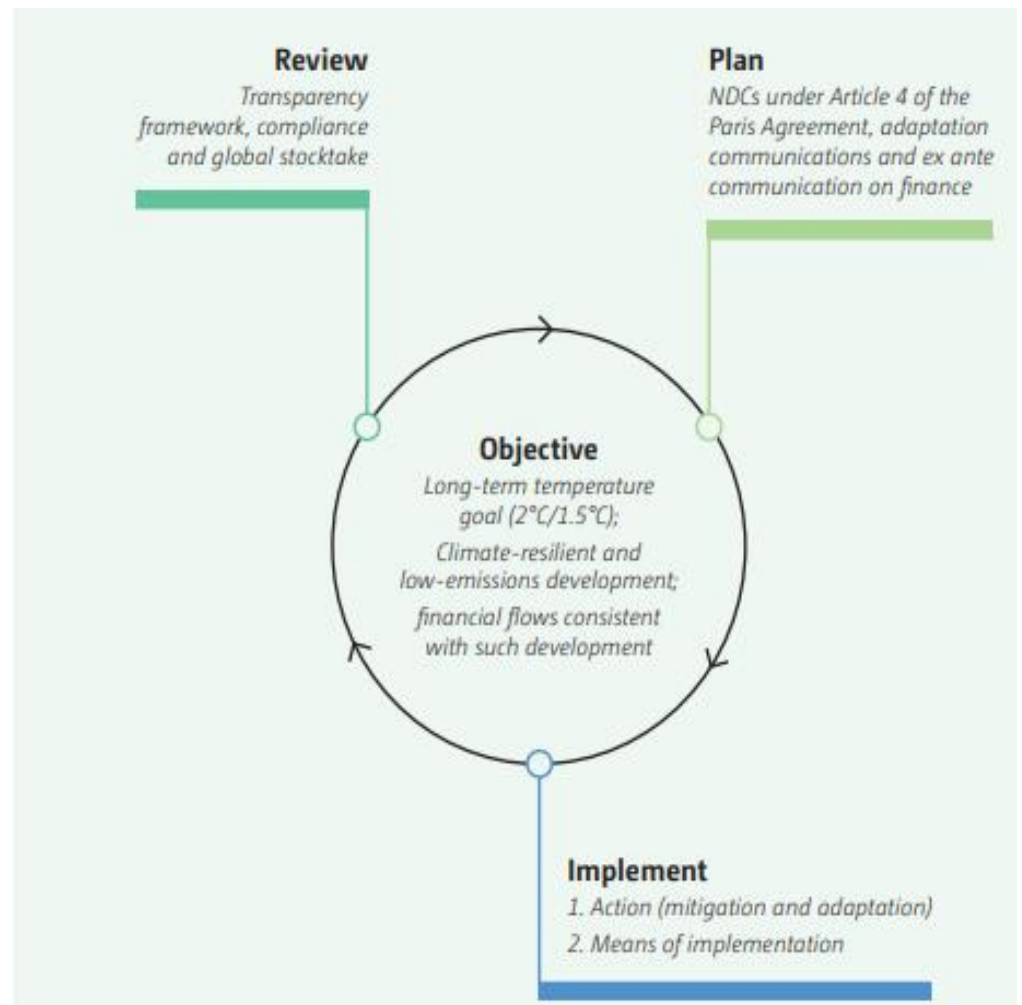 Review
Transparency
framework, compliance
and global stocktake
Plan
NDCs under Article 4 of the
Paris Agreement, adaptation
communications and ex ante
communication on finance
Objective
Long-term temperature
goal (2°C/1.5°C);
Climate-resilient and
low-emissions development;
financial flows consistent
with such development
Implement
1. Action (mitigation and adaptation)
2. Means of implementation